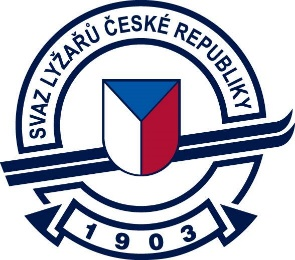 SVAZ LYŽAŘŮ ČESKÉ REPUBLIKY
1903